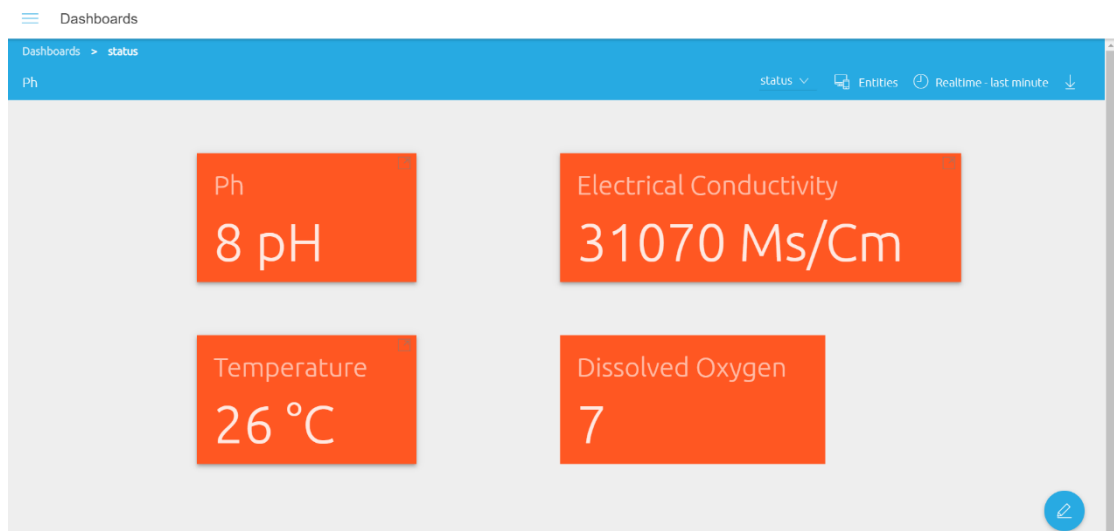 Dashboards
Dashboards > status
Ph
status Entities Realtime - last minute
Ph
8 pH
Electrical Conductivity
31070 Ms/Cm
Temperature
26 °C
Dissolved Oxygen
7